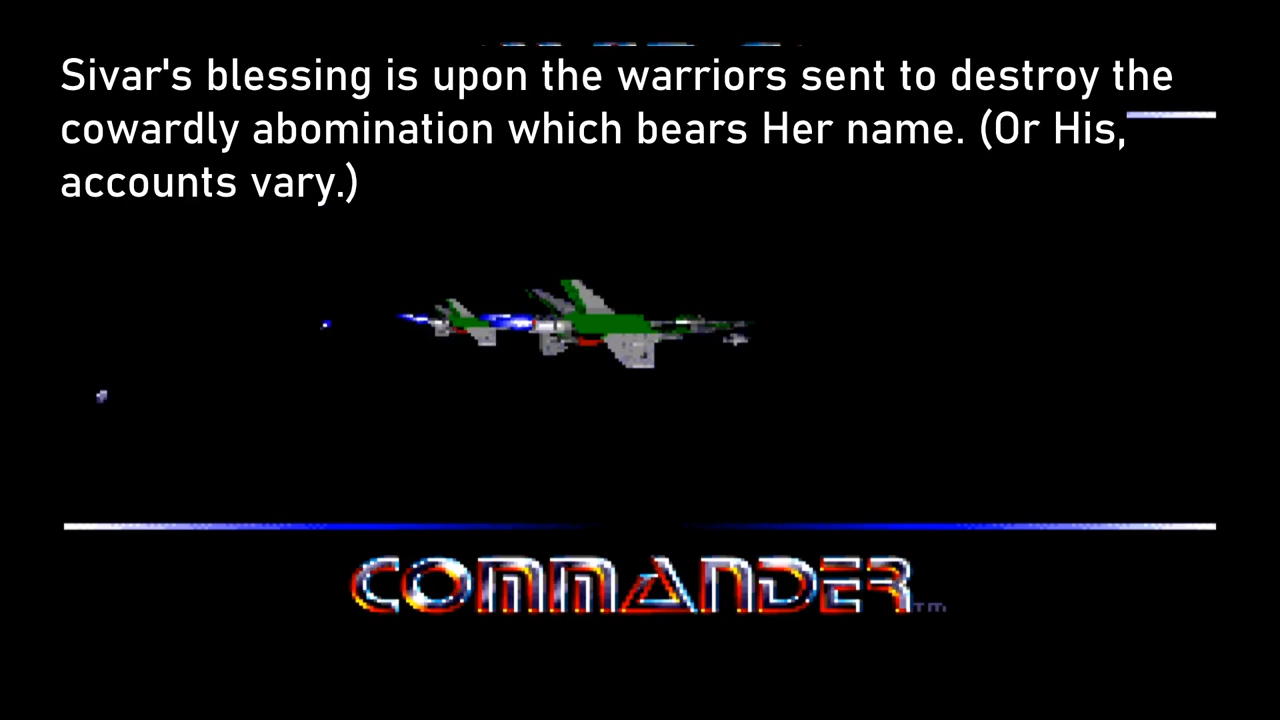 Sivar's blessing is upon the warriors sent to destroy the
cowardly abomination which bears Her name. (Or His,
accounts vary.)
COMMANDER™